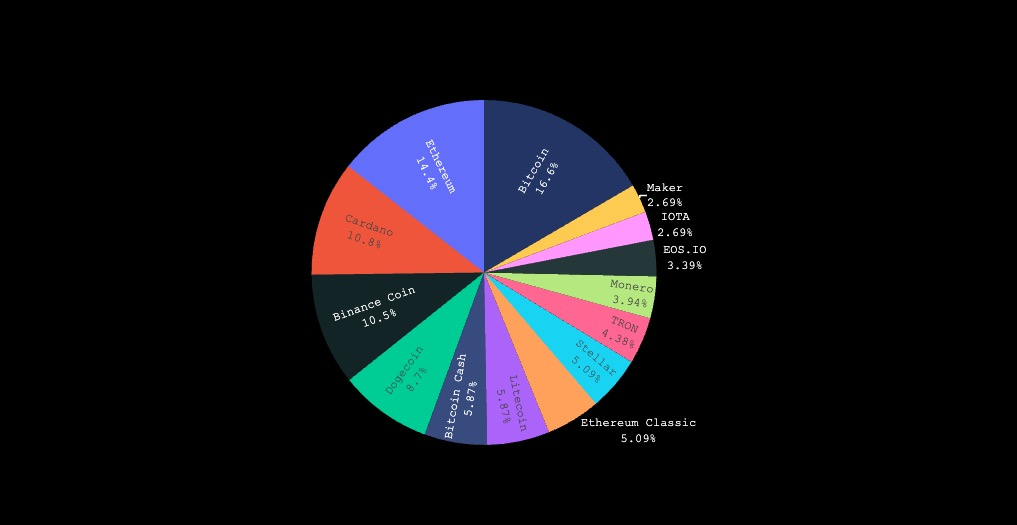 Bitcoin
16.6%
Ethereum
14.4%
Cardano
10.8%
Binance Coin
10.5%
Dogecoin
8.7%
Bitcoin Cash
5.87%
Litecoin
5.87%
Ethereum Classic
5.09%
Stellar
5.09%
TRON
4.38%
Monero
3.94%
EOS.IO
3.39%
IOTA
2.69%
Maker
2.69%